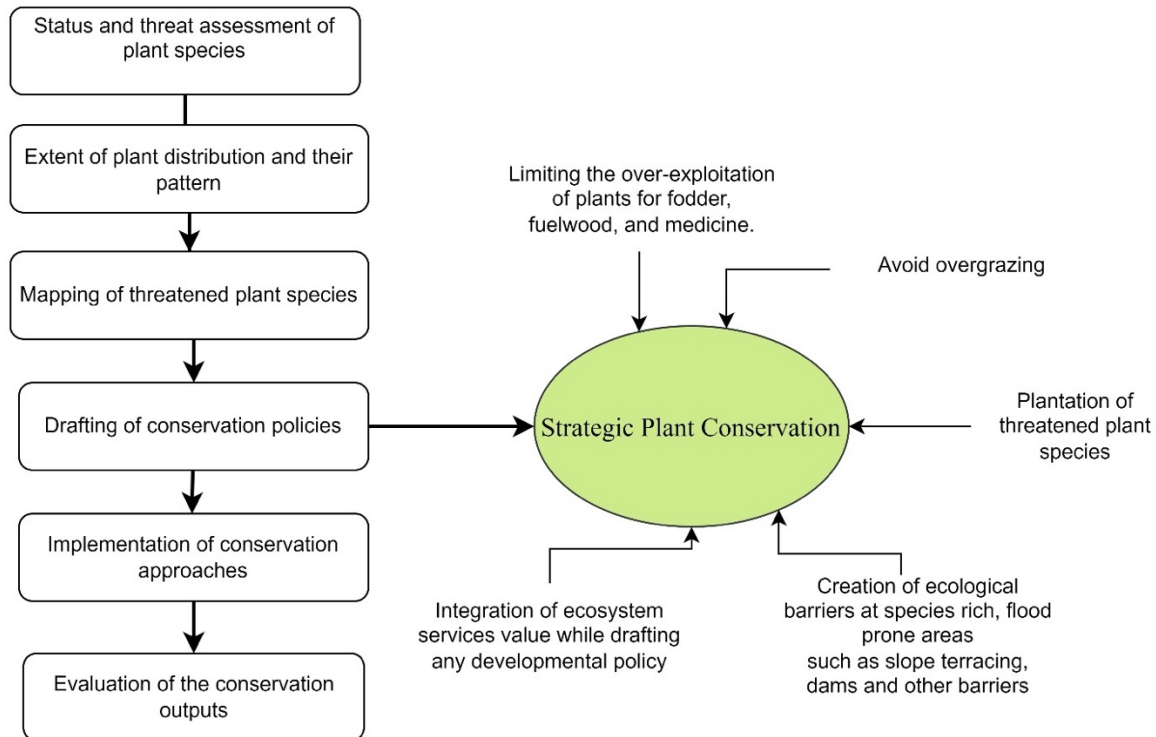 Status and threat assessment of
plant species
Extent of plant distribution and their
pattern
Mapping of threatened plant species
Drafting of conservation policies
Implementation of conservation
approaches
Evaluation of the conservation
outputs
Limiting the over-exploitation
of plants for fodder,
fuelwood, and medicine.
Avoid overgrazing
Strategic Plant Conservation
Plantation of
threatened plant
species
Integration of ecosystem
services value while drafting
any developmental policy
Creation of ecological
barriers at species rich, flood
prone areas
such as slope terracing,
dams and other barriers